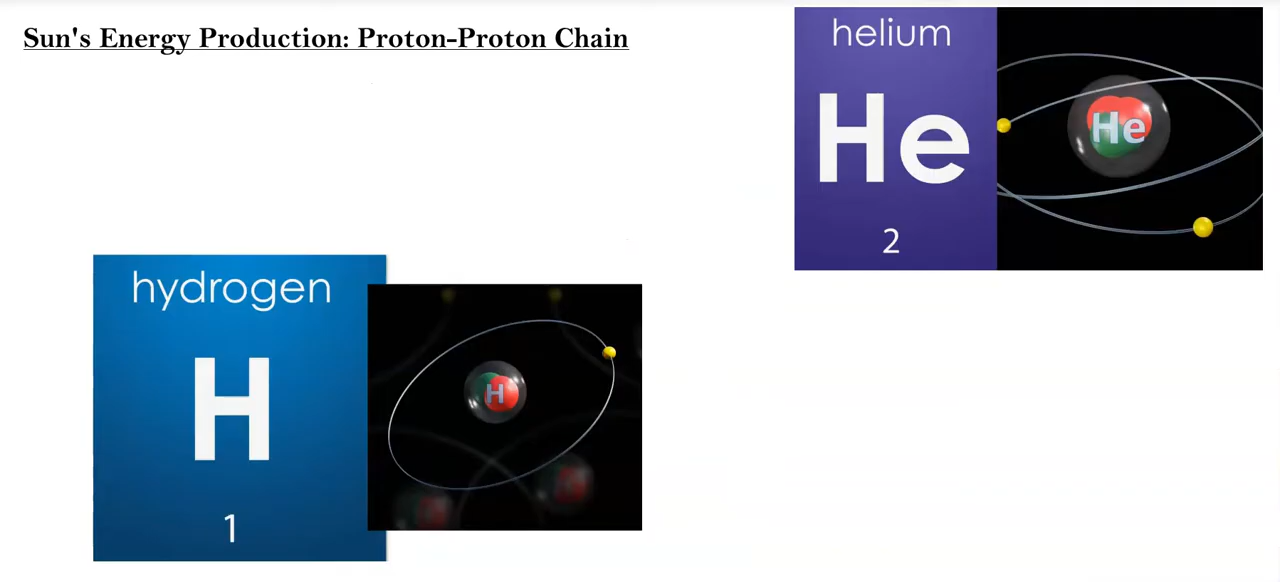 Sun's Energy Production: Proton-Proton Chain
helium
He
2
He
hydrogen
H
1
H